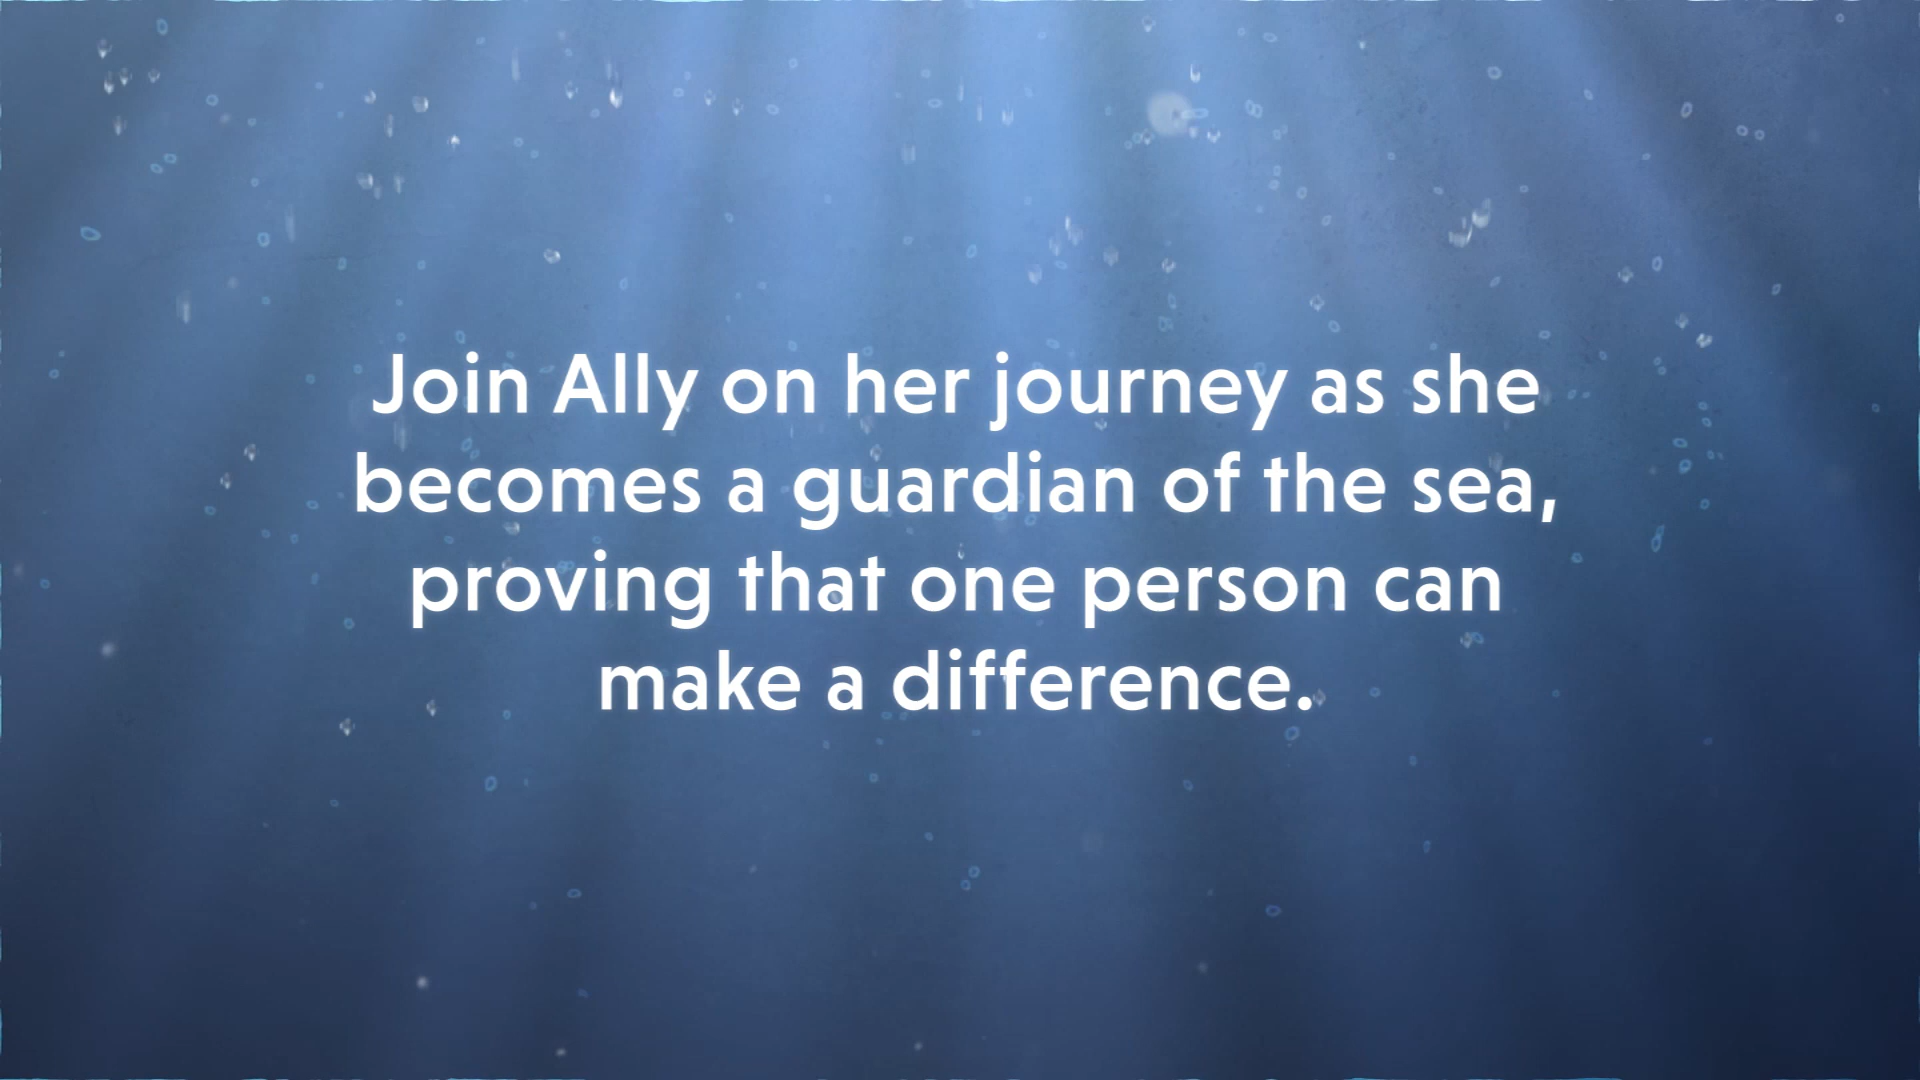 Join Ally on her journey as she
becomes a guardian of the sea,
proving that one person can
make a difference.